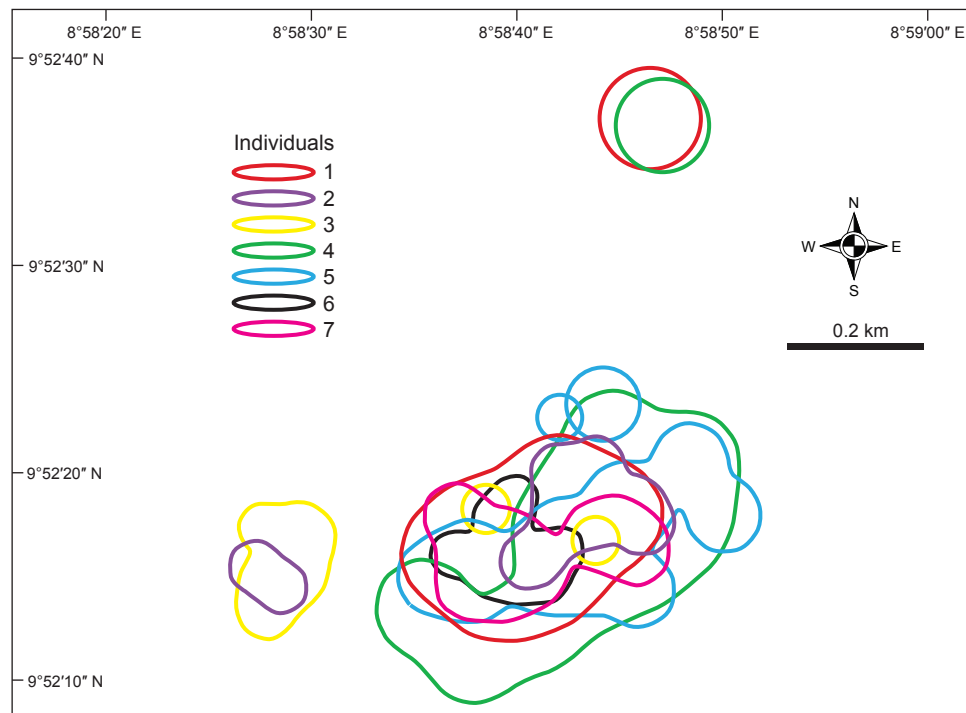 8°58′20″ E 8°58′30″ E 8°58′40″ E 8°58′50″ E 8°59′00″ E
9°52′40″ N
Individuals
1
2
3
4
5
6
7
N
W E
S
9°52′30″ N
0.2 km
9°52′20″ N
9°52′10″ N